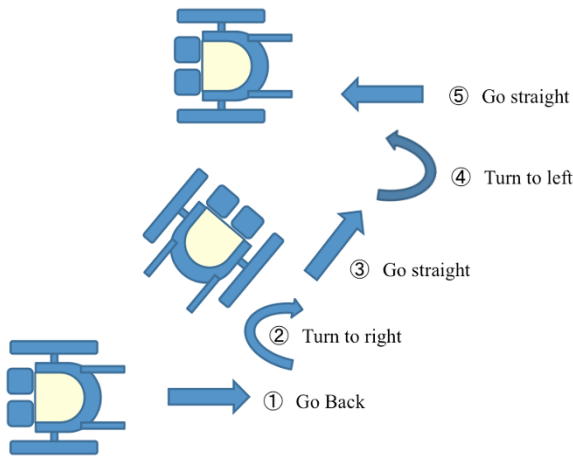 ⑤ Go straight
④ Turn to left
③ Go straight
② Turn to right
① Go Back